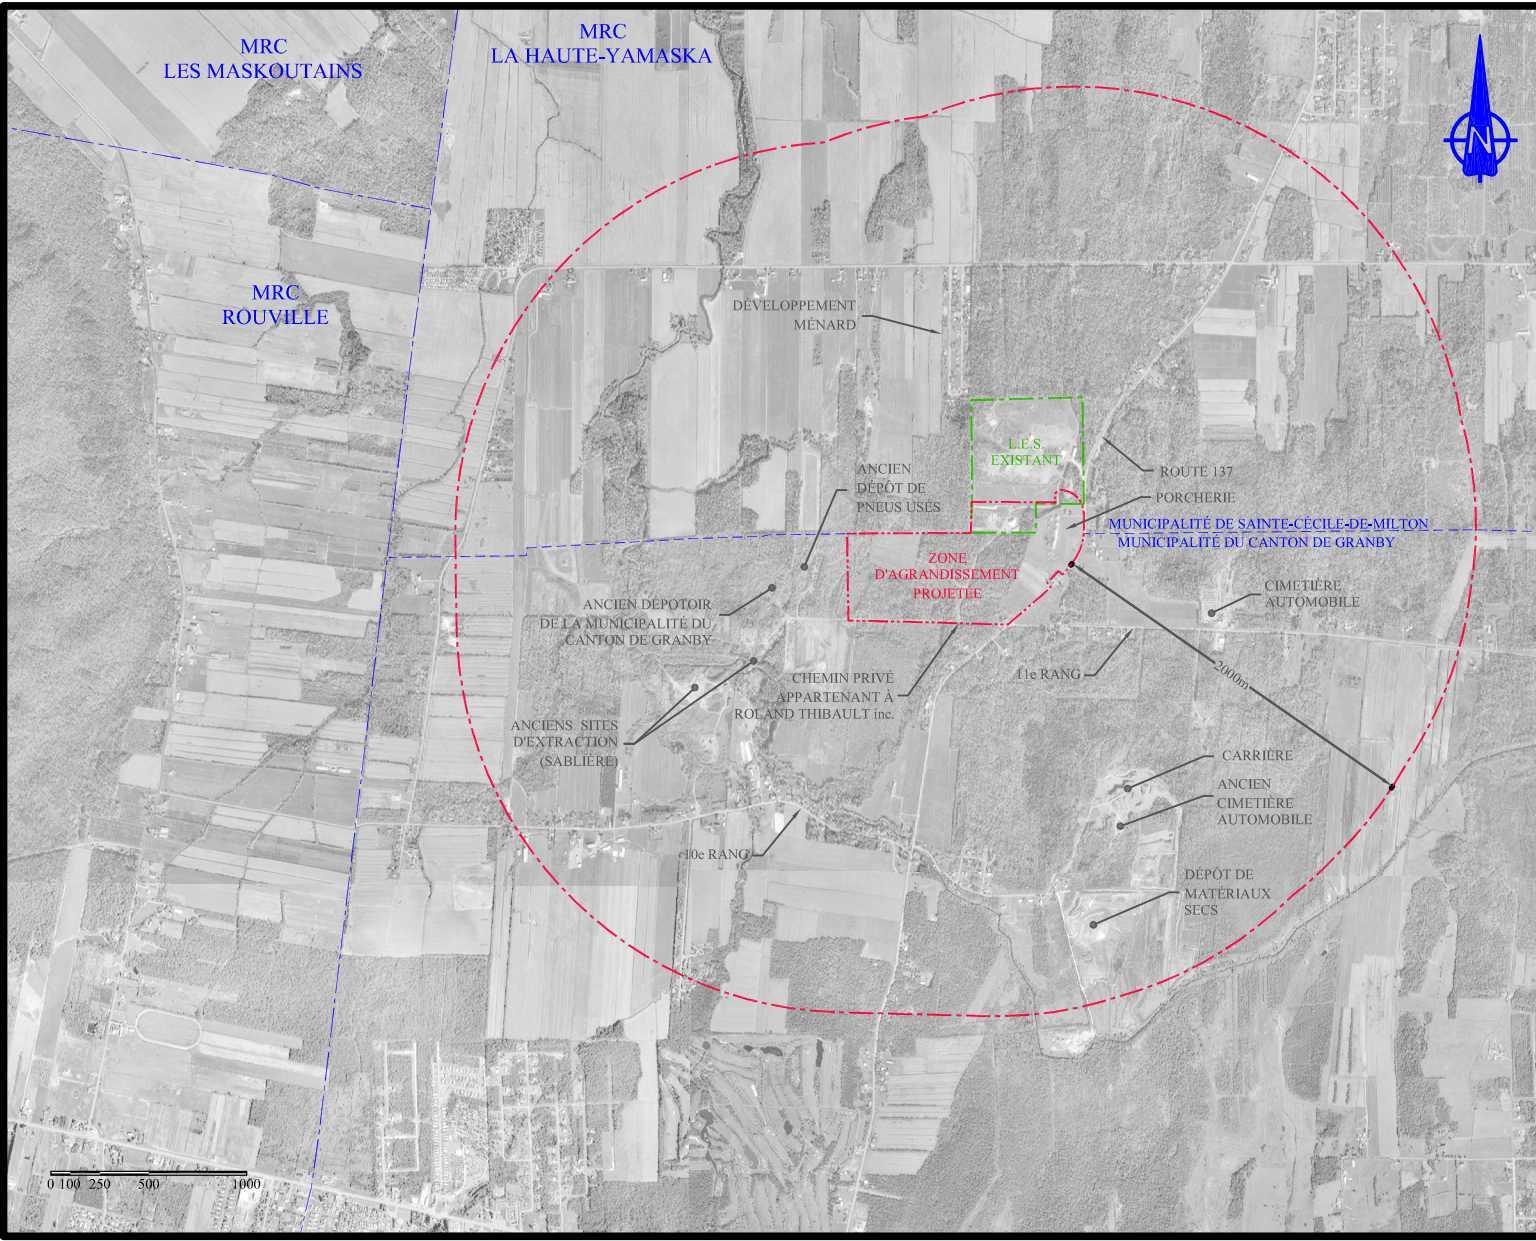 MRC
LES MASKOUTAINS
MRC
LA HAUTE-YAMASKA
N
MRC
ROUVILLE
DÉVELOPPEMENT
MÉNARD
L.E.S.
EXISTANT
ANCIEN
DÉPÔT DE
PNEUS USÉS
ROUTE 137
PORCHERIE
MUNICIPALITÉ DE SAINTE-CÉCILE-DE-MILTON
MUNICIPALITÉ DU CANTON DE GRANBY
ZONE
D'AGRANDISSEMENT
PROJETÉE
CIMETIÈRE
AUTOMOBILE
ANCIEN DÉPOTOIR
DE LA MUNICIPALITÉ DU
CANTON DE GRANBY
2000m
11e RANG
CHEMIN PRIVÉ
APPARTENANT À
ROLAND THIBAULT inc.
ANCIENS SITES
D'EXTRACTION
(SABLIÈRE)
CARRIÈRE
ANCIEN
CIMETIÈRE
AUTOMOBILE
10e RANG
DÉPÔT DE
MATÉRIAUX
SECS
0 100 250 500 1000